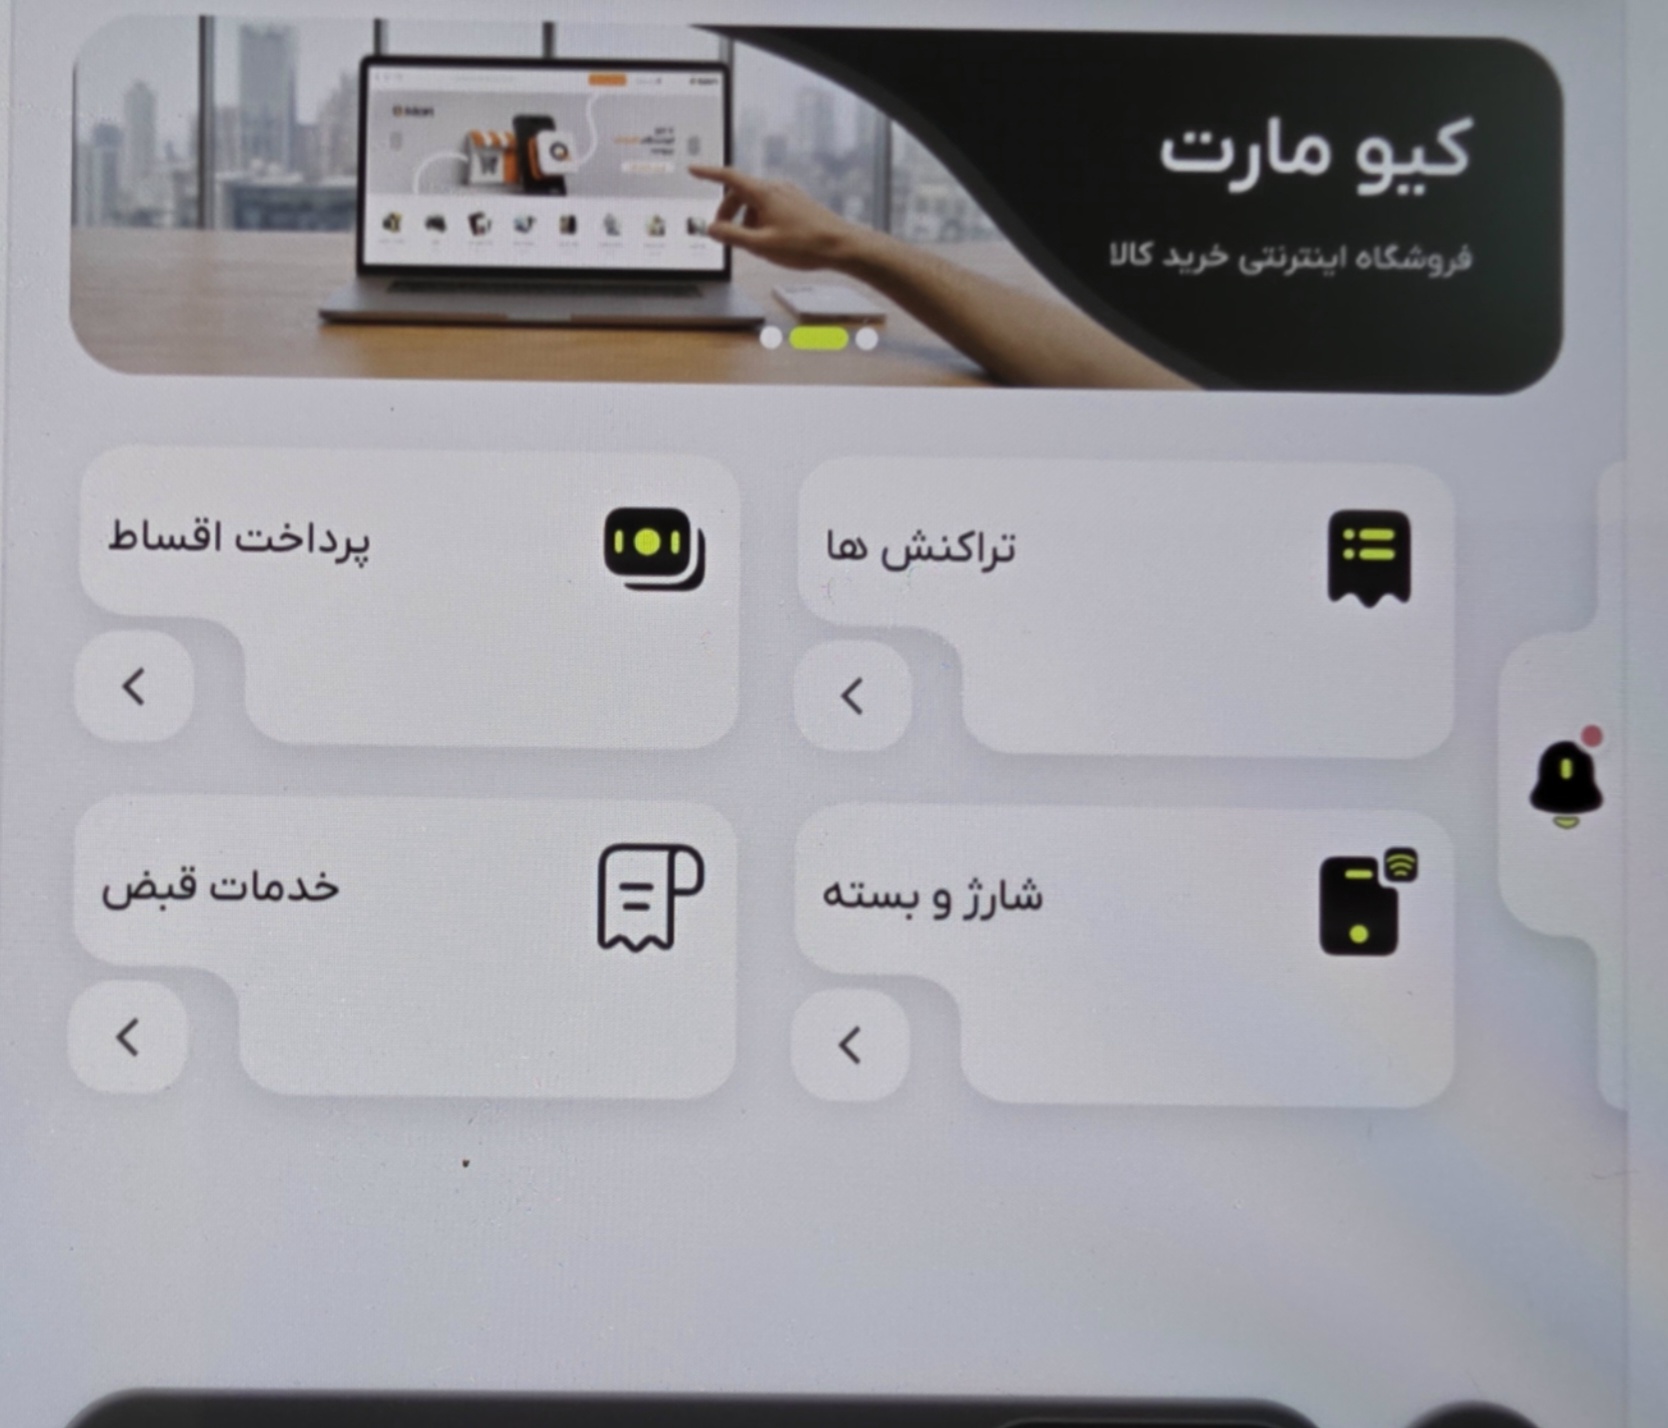 کیو مارت
فروشگاه اینترنتی خرید کالا
تراکنش ها
پرداخت اقساط
شارژ و بسته
خدمات قبض